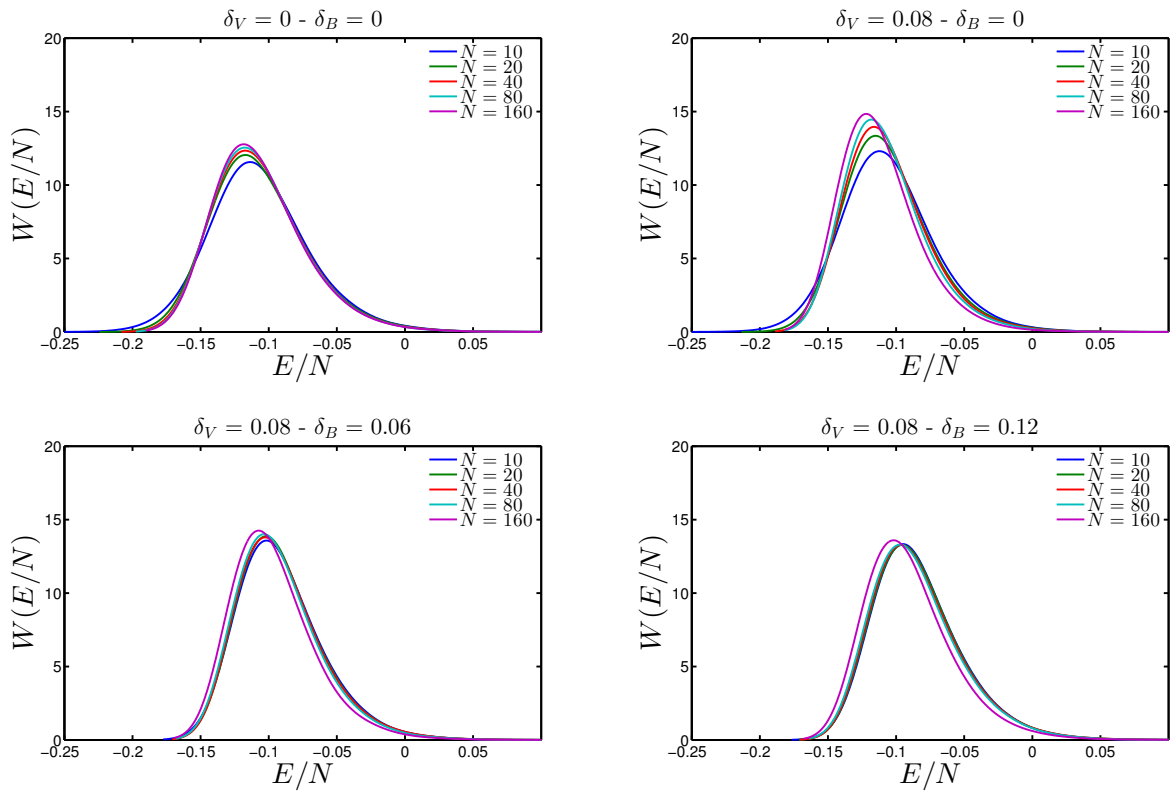 δ_V = 0 - δ_B = 0
20
15
10
5
0
W(E/N)
−0.25 −0.2 −0.15 −0.1 −0.05 0 0.05
E/N
N = 10
N = 20
N = 40
N = 80
N = 160
δ_V = 0.08 - δ_B = 0
20
15
10
5
0
W(E/N)
−0.25 −0.2 −0.15 −0.1 −0.05 0 0.05
E/N
N = 10
N = 20
N = 40
N = 80
N = 160
δ_V = 0.08 - δ_B = 0.06
20
15
10
5
0
W(E/N)
−0.25 −0.2 −0.15 −0.1 −0.05 0 0.05
E/N
N = 10
N = 20
N = 40
N = 80
N = 160
δ_V = 0.08 - δ_B = 0.12
20
15
10
5
0
W(E/N)
−0.25 −0.2 −0.15 −0.1 −0.05 0 0.05
E/N
N = 10
N = 20
N = 40
N = 80
N = 160